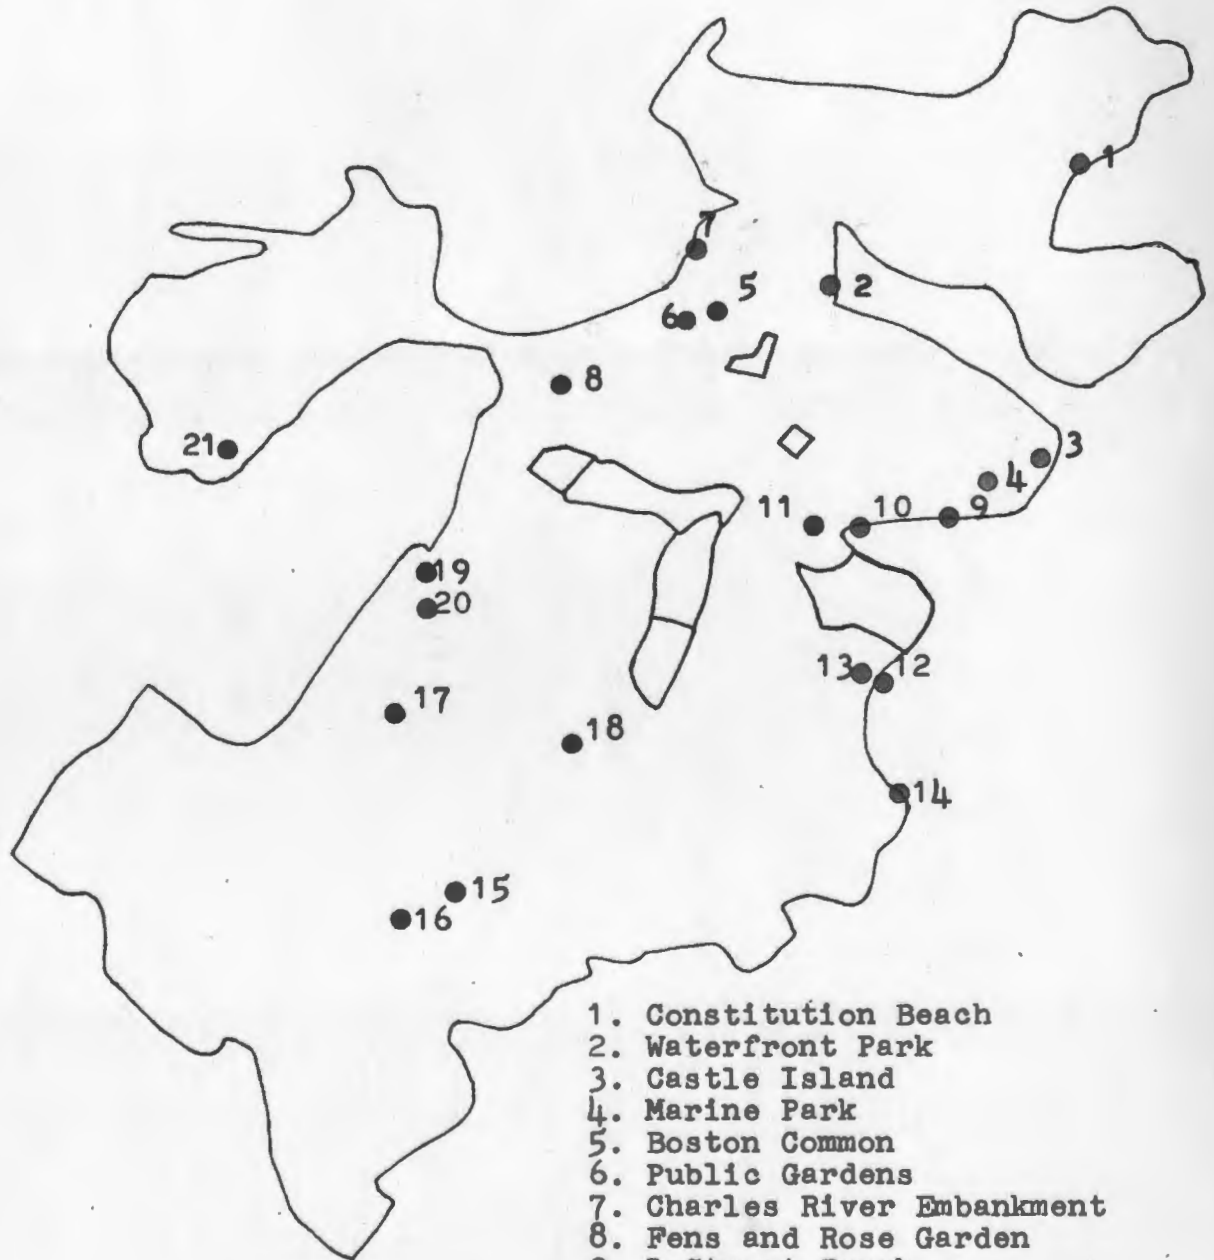 1
7
5
2
6
8
3
21
4
11
10
9
19
20
13
12
17
18
14
15
16
1. Constitution Beach
2. Waterfront Park
3. Castle Island
4. Marine Park
5. Boston Common
6. Public Gardens
7. Charles River Embankment
8. Fens and Rose Garden